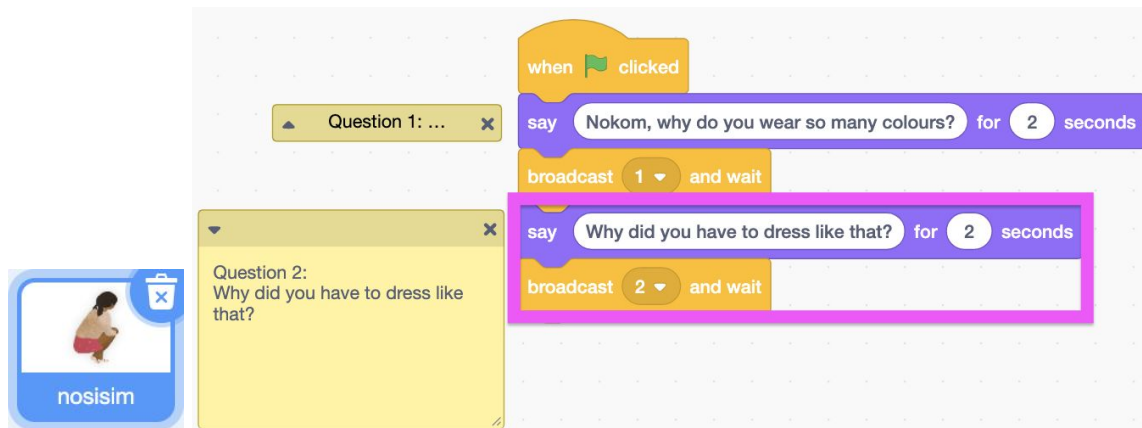 when clicked
Question 1: ...
say Nokom, why do you wear so many colours? for 2 seconds
broadcast 1 and wait
say Why did you have to dress like that? for 2 seconds
Question 2:
Why did you have to dress like
that?
broadcast 2 and wait
nosisim